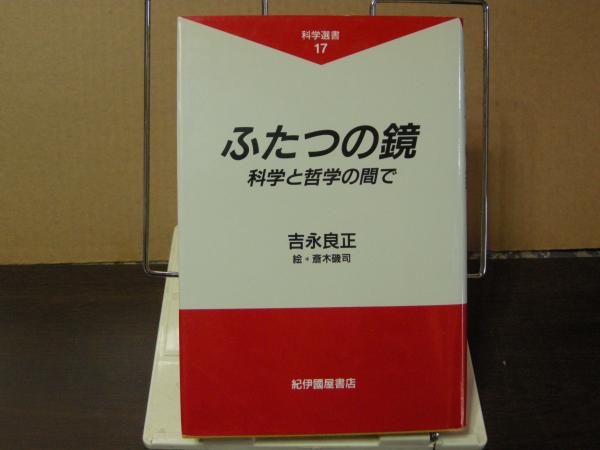 科学選書
17
ふたつの鏡
科学と哲学の間で
吉永良正
絵＊斎木磯司
紀伊國屋書店